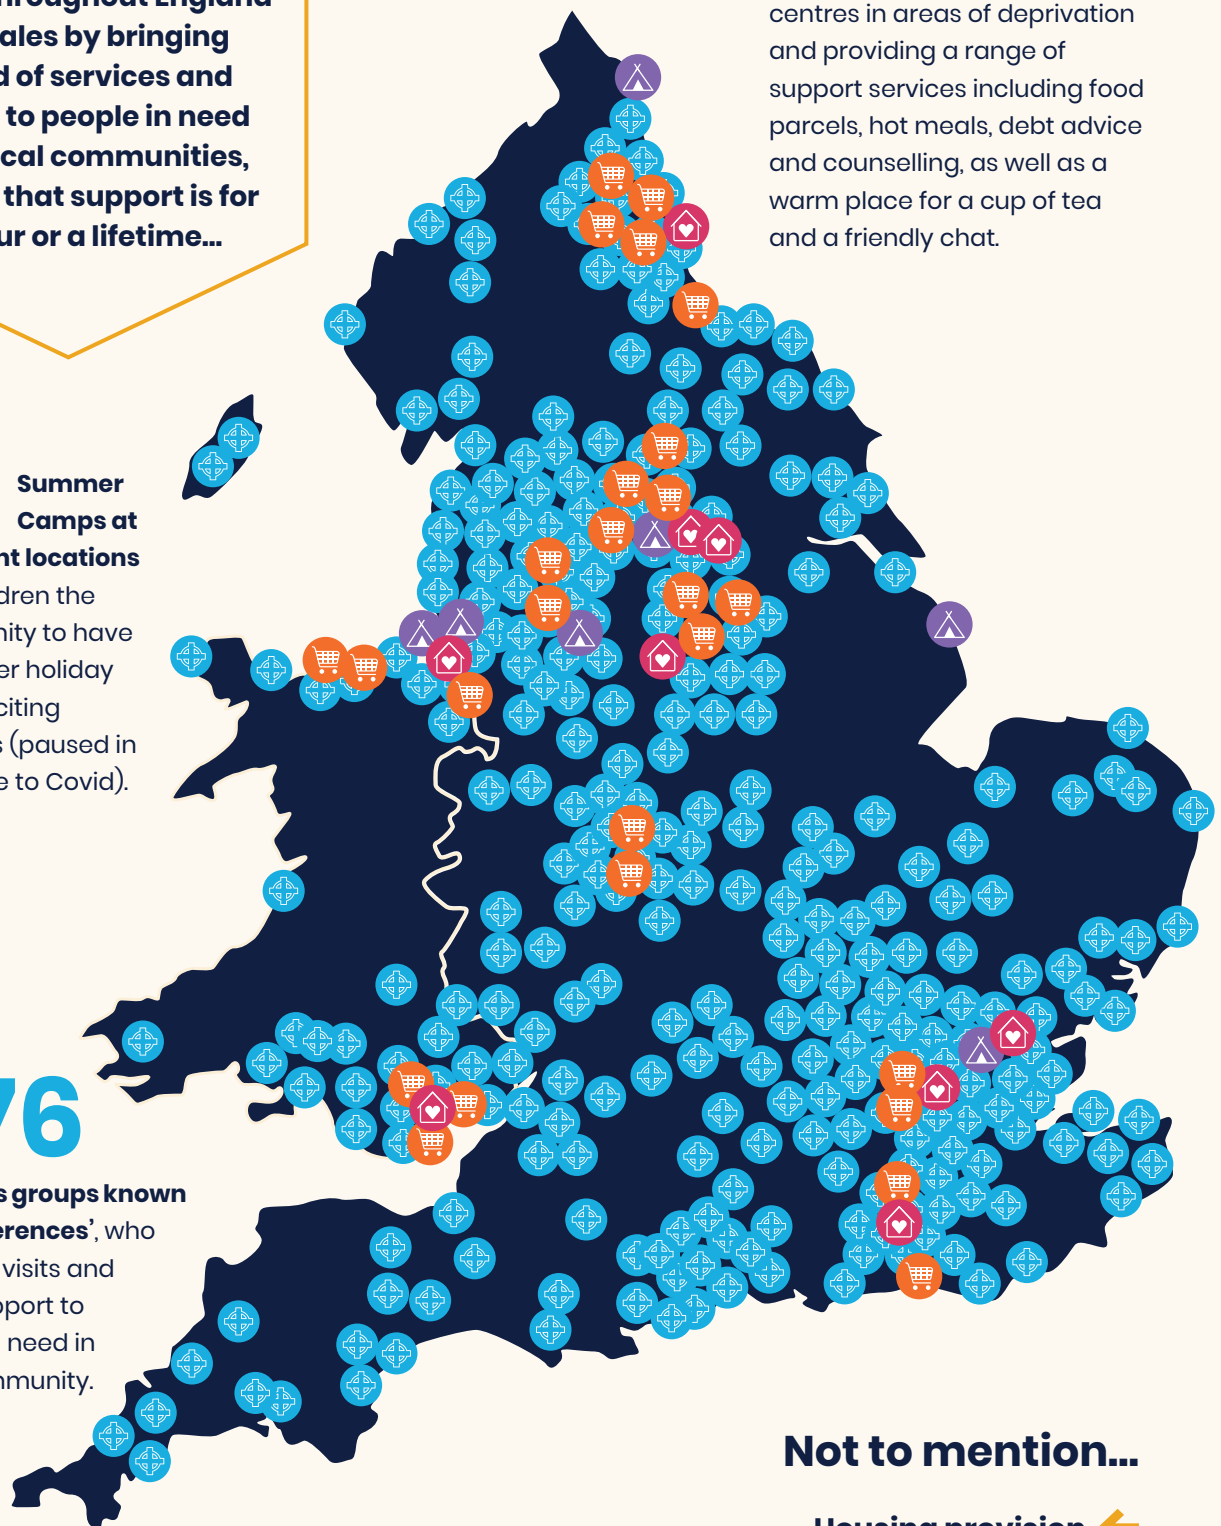 throughout England
ales by bringing
d of services and
to people in need
cal communities,
that support is for
ur or a lifetime...
centres in areas of deprivation
and providing a range of
support services including food
parcels, hot meals, debt advice
and counselling, as well as a
warm place for a cup of tea
and a friendly chat.
Summer
Camps at
nt locations
dren the
nity to have
er holiday
citing
s (paused in
e to Covid).
76
s groups known
erences’, who
visits and
pport to
need in
mmunity.
Not to mention...
Housing provision